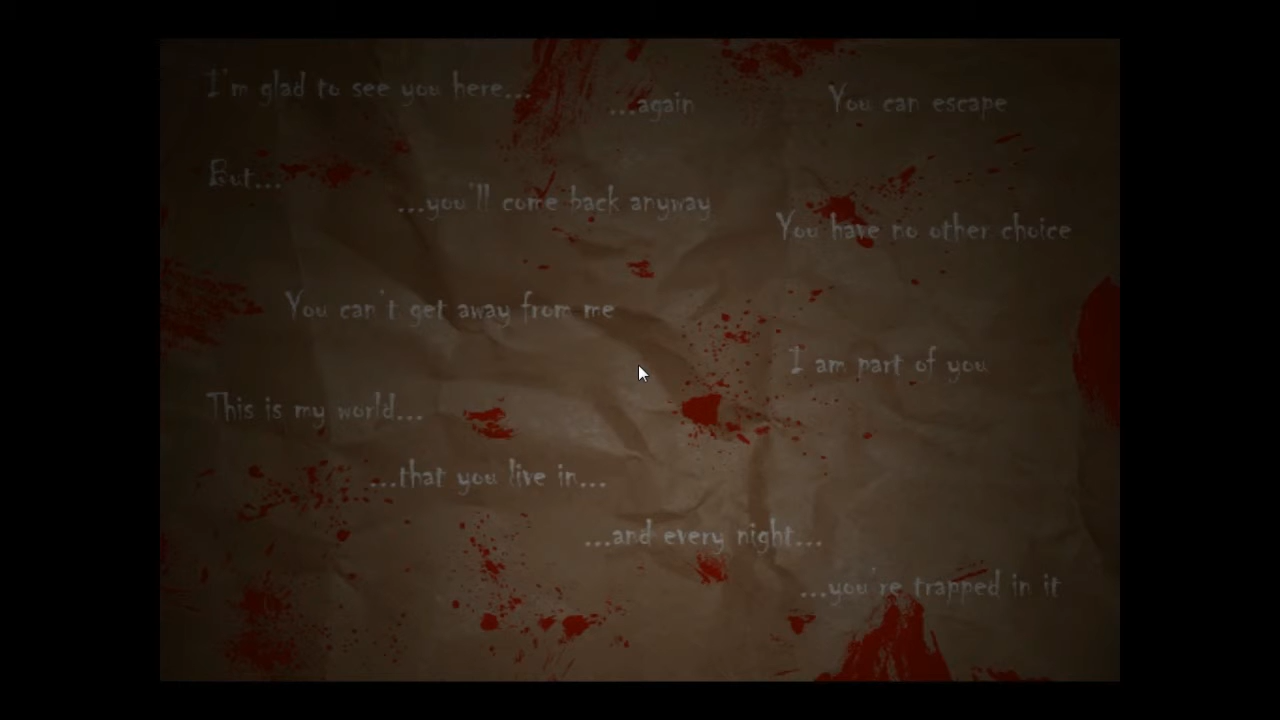 I'm glad to see you here...
...again
You can escape
But...
...you'll come back anyway
You have no other choice
You can't get away from me
I am part of you
This is my world...
...that you live in...
...and every night...
...you're trapped in it